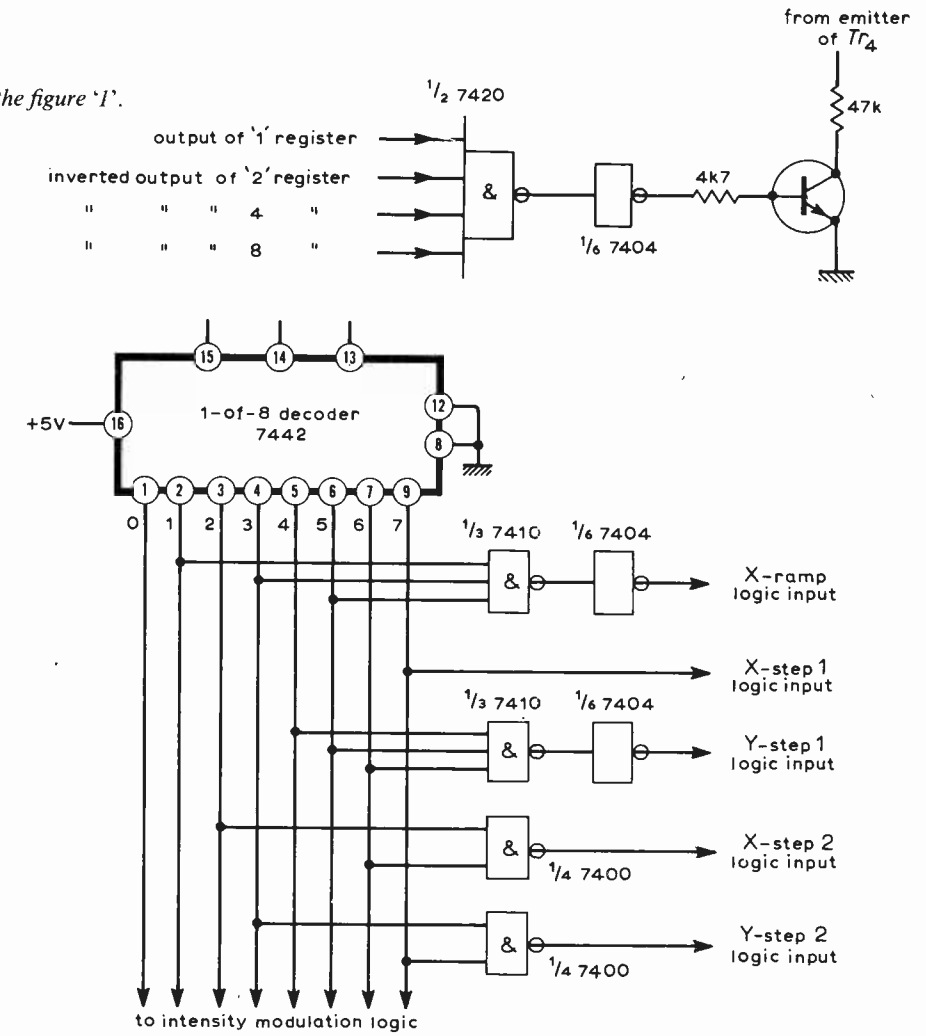 from emitter
of Tr4
he figure ‘1’.
1/2 7420
47k
output of ‘1’ register
inverted output of ‘2’ register
" " " 4 "
" " " 8 "
&
4k7
1/6 7404
15 14 13
+5V
16
1-of-8 decoder
7442
12
8
1 2 3 4 5 6 7 9
0 1 2 3 4 5 6 7
1/3 7410 1/6 7404
&
X-ramp
logic input
X-step 1
logic input
1/3 7410 1/6 7404
&
Y-step 1
logic input
&
1/4 7400
X-step 2
logic input
&
1/4 7400
Y-step 2
logic input
to intensity modulation logic